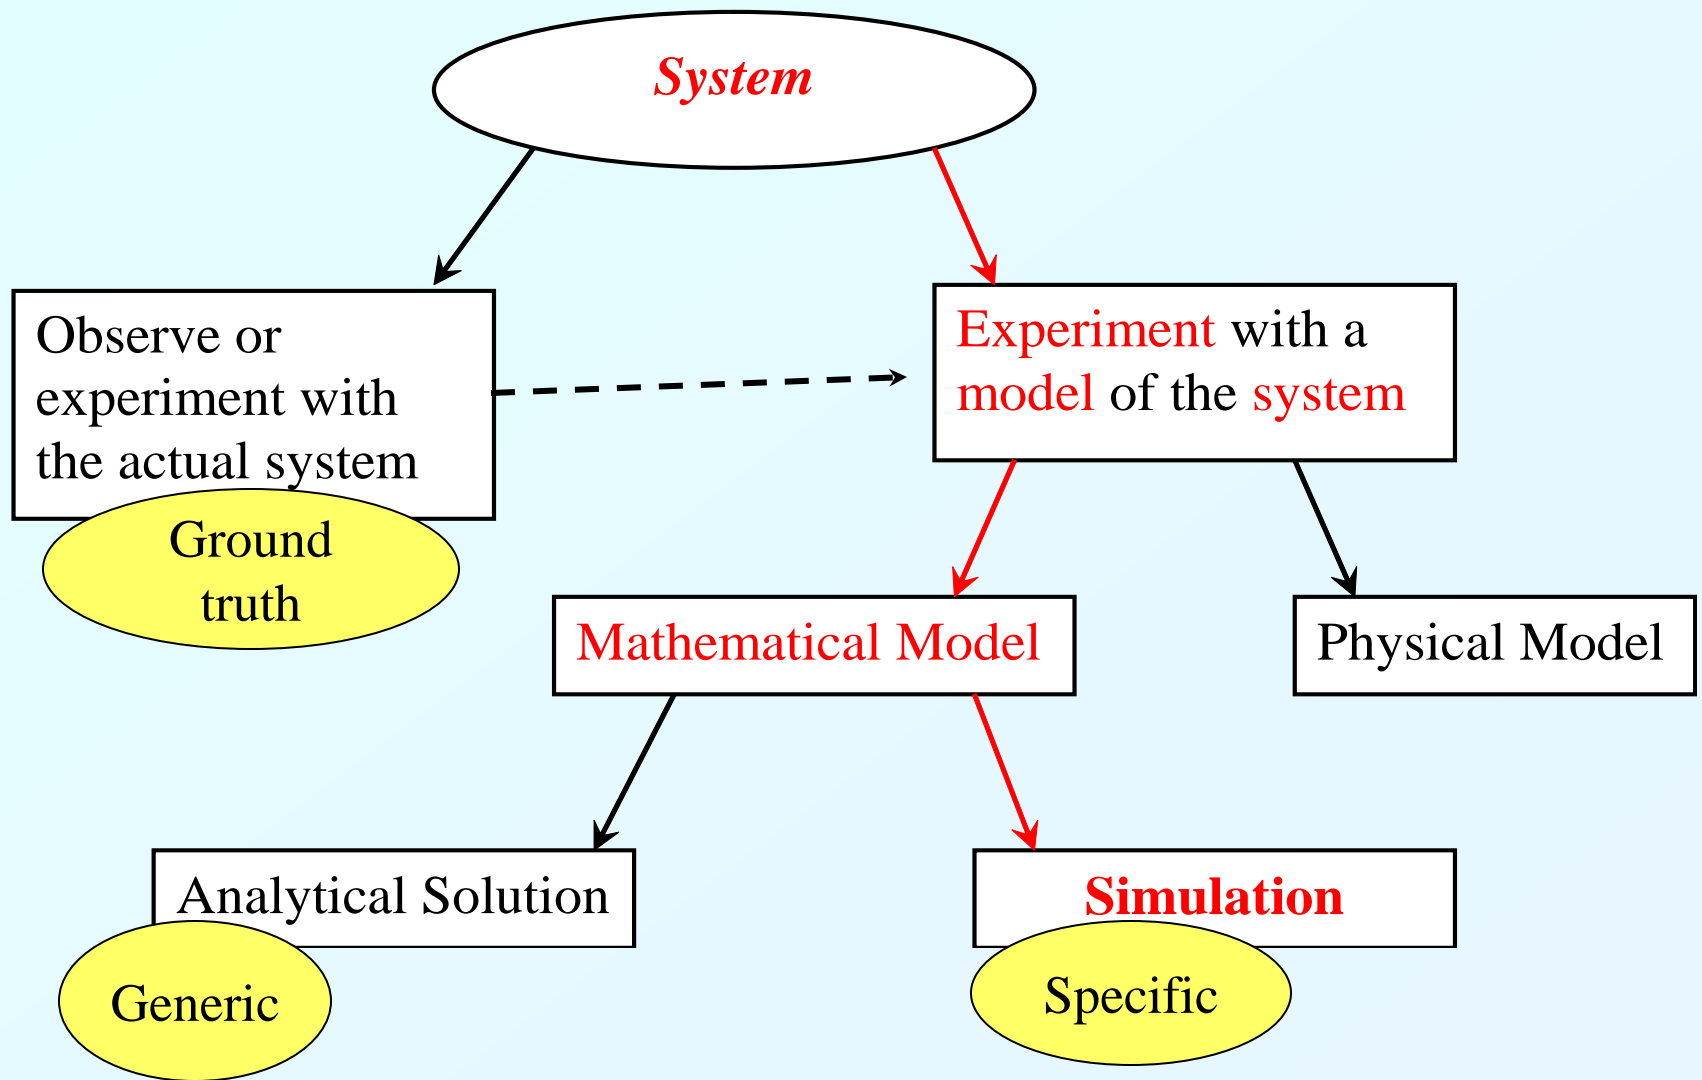 System
Observe or
experiment with
the actual system
Ground
truth
Experiment with a
model of the system
Mathematical Model
Physical Model
Analytical Solution
Generic
Simulation
Specific